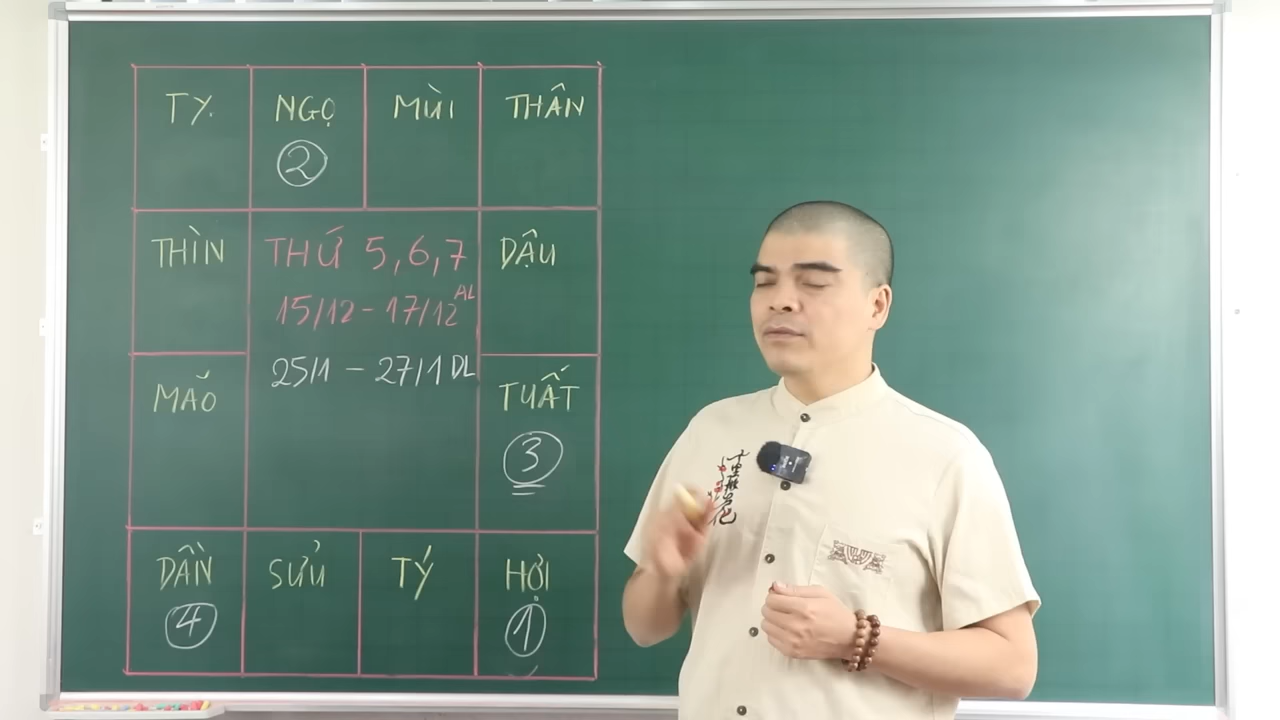 TỴ.
NGỌ
2
MÙI
THÂN
THÌN
THỨ 5,6,7
15/12 - 17/12 AL
25/1 - 27/1 DL
DẬU
MÃO
TUẤT
3
DẦN
4
SỬU
TÝ
HỢI
1